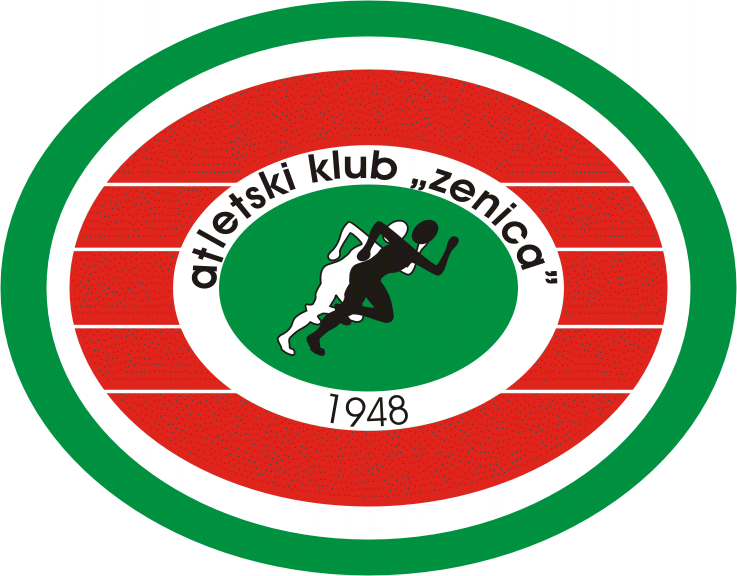 atletski klub „zenica”
1948